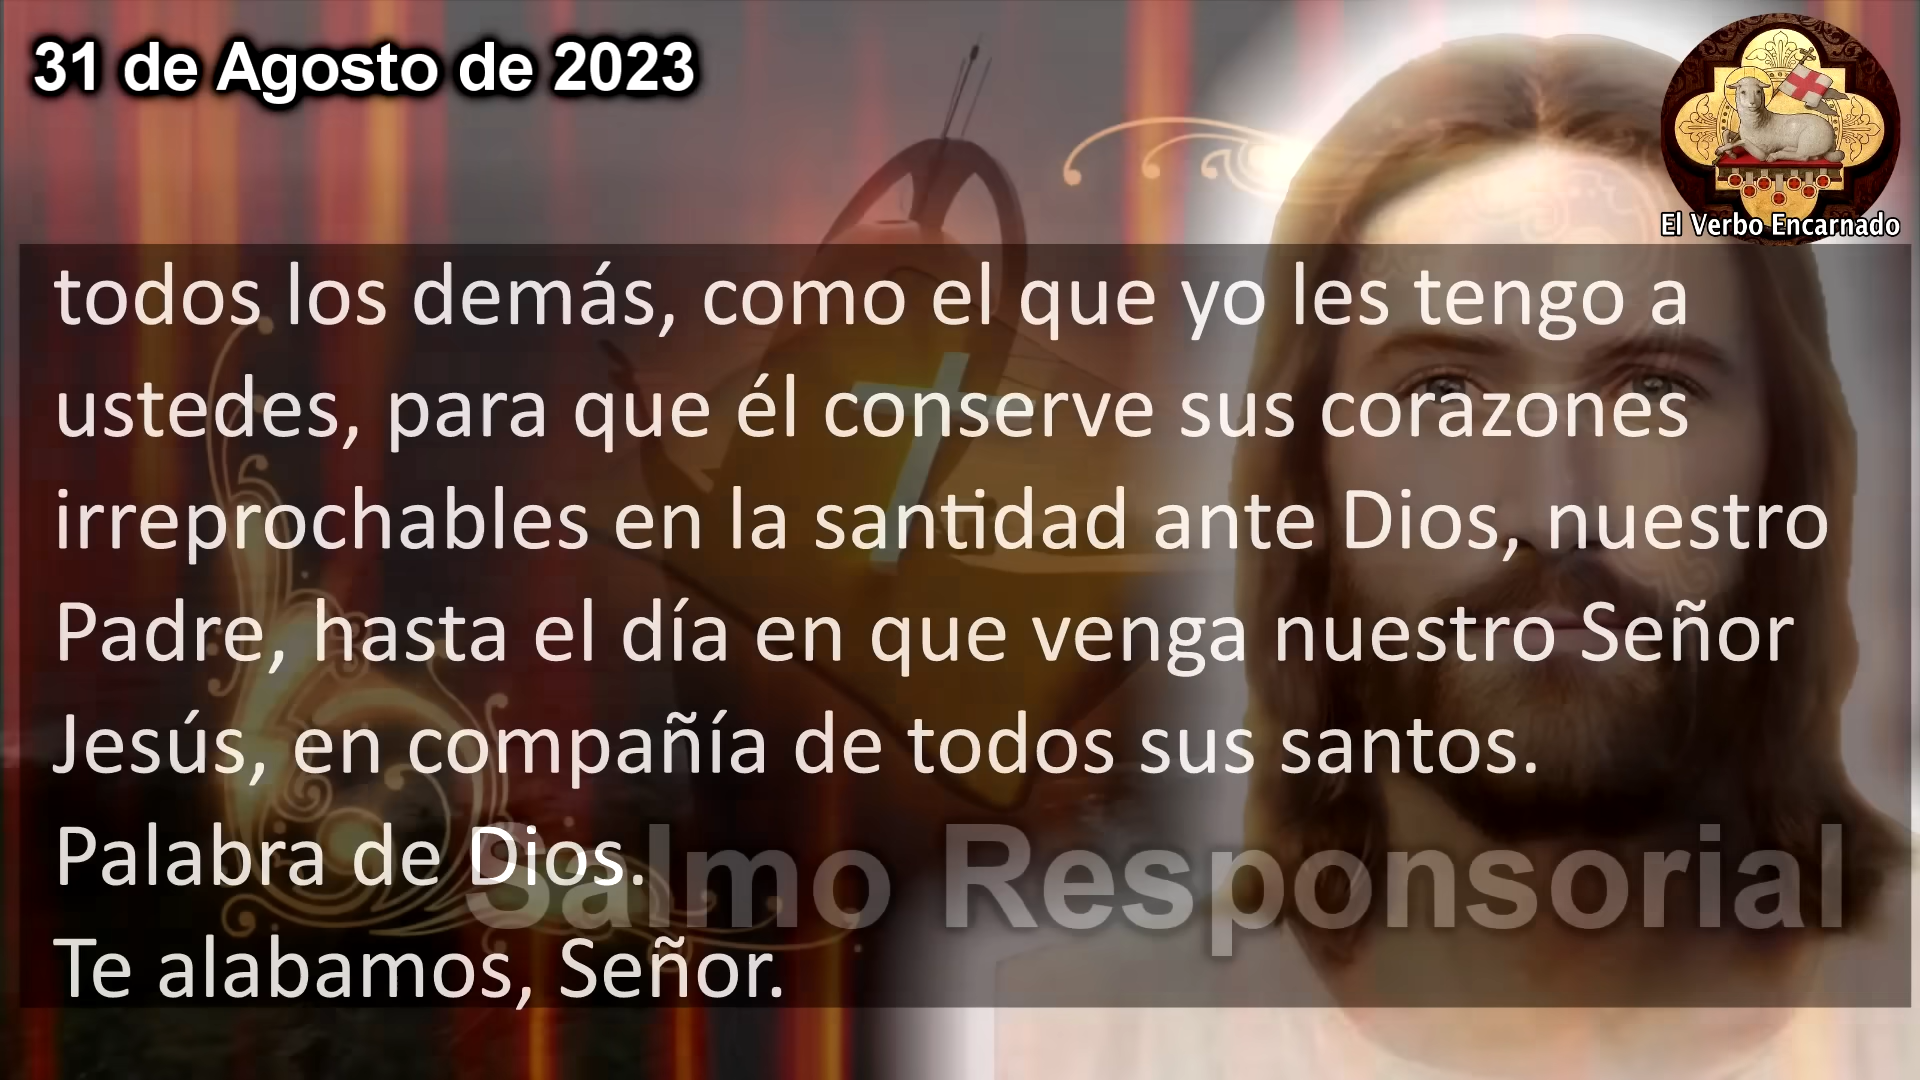 31 de Agosto de 2023
El Verbo Encarnado
todos los demás, como el que yo les tengo a
ustedes, para que él conserve sus corazones
irreprochables en la santidad ante Dios, nuestro
Padre, hasta el día en que venga nuestro Señor
Jesús, en compañía de todos sus santos.
Palabra de Dios.
Salmo Responsorial
Te alabamos, Señor.